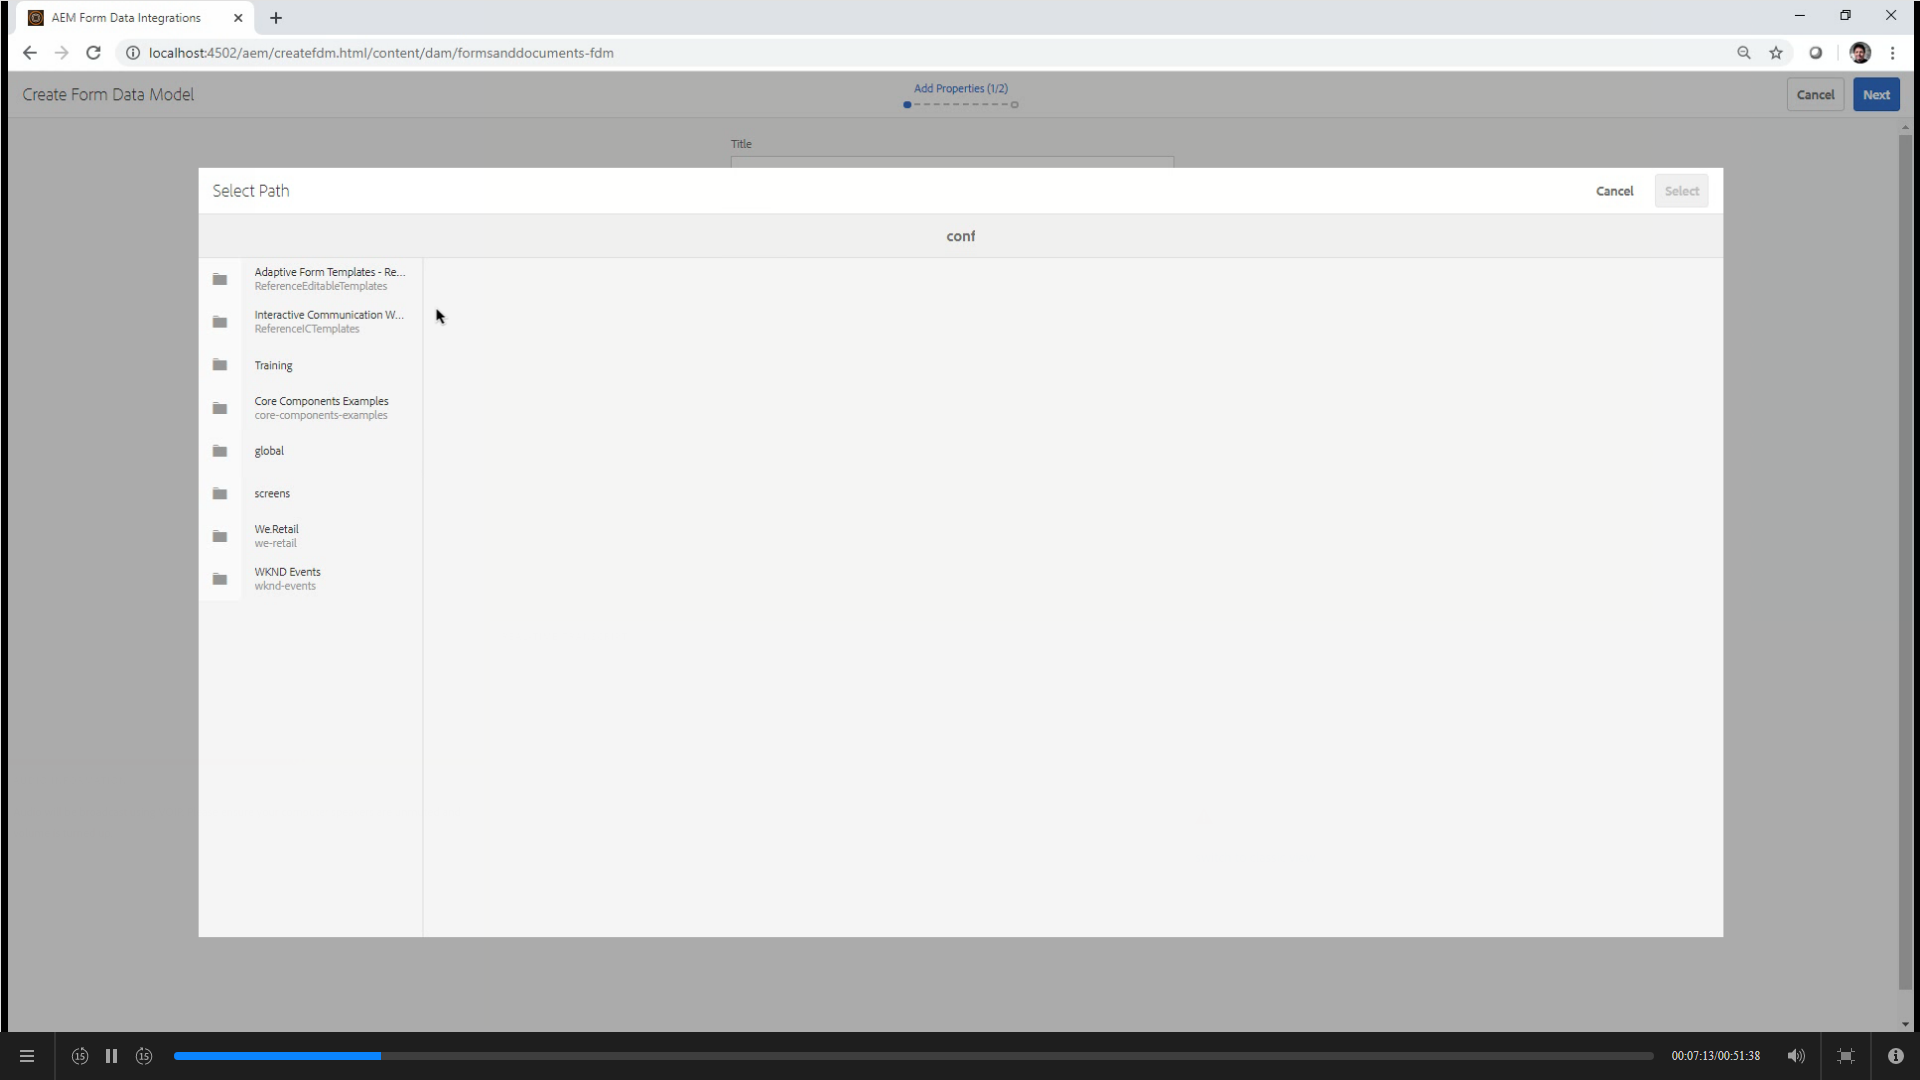 AEM Form Data Integrations
localhost:4502/aem/createfdm.html/content/dam/formsanddocuments-fdm
Create Form Data Model
Add Properties (1/2)
Cancel
Next
Title
Select Path
Cancel
Select
conf
Adaptive Form Templates - Re...
ReferenceEditableTemplates
Interactive Communication W...
ReferenceICTemplates
Training
Core Components Examples
core-components-examples
global
screens
We.Retail
we-retail
WKND Events
wknd-events
15
15
00:07:13/00:51:38